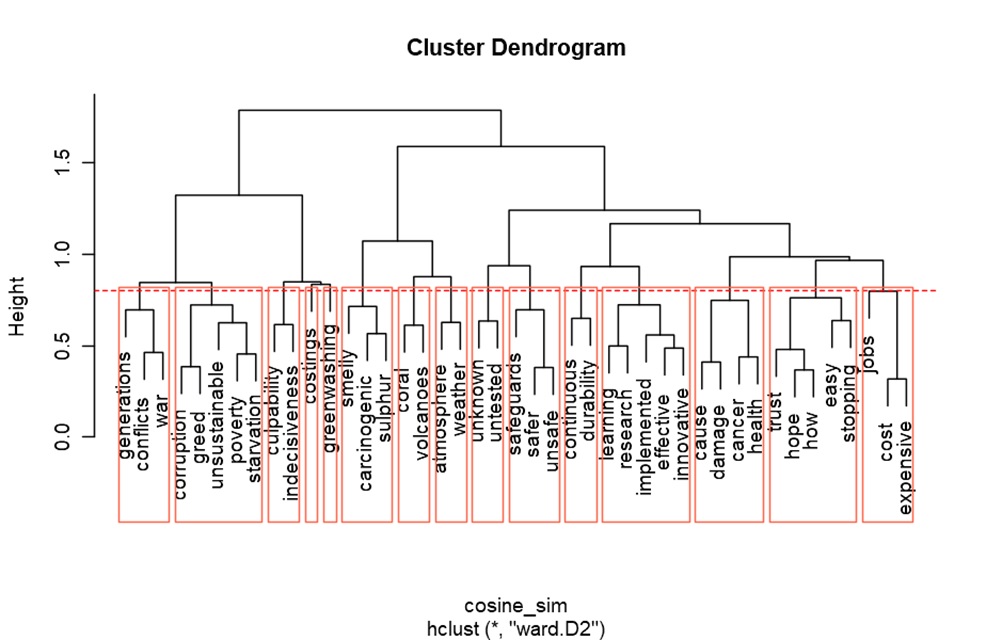 Cluster Dendrogram
Height
1.5
1.0
0.5
0.0
generations
conflicts
war
corruption
greed
unsustainable
poverty
starvation
culpability
indecisiveness
costings
greenwashing
smelly
carcinogenic
sulphur
coral
volcanoes
atmosphere
weather
unknown
untested
safeguards
safer
unsafe
continuous
durability
learning
research
implemented
effective
innovative
cause
damage
cancer
health
trust
hope
how
easy
stopping
jobs
cost
expensive
cosine_sim
hclust (*, "ward.D2")